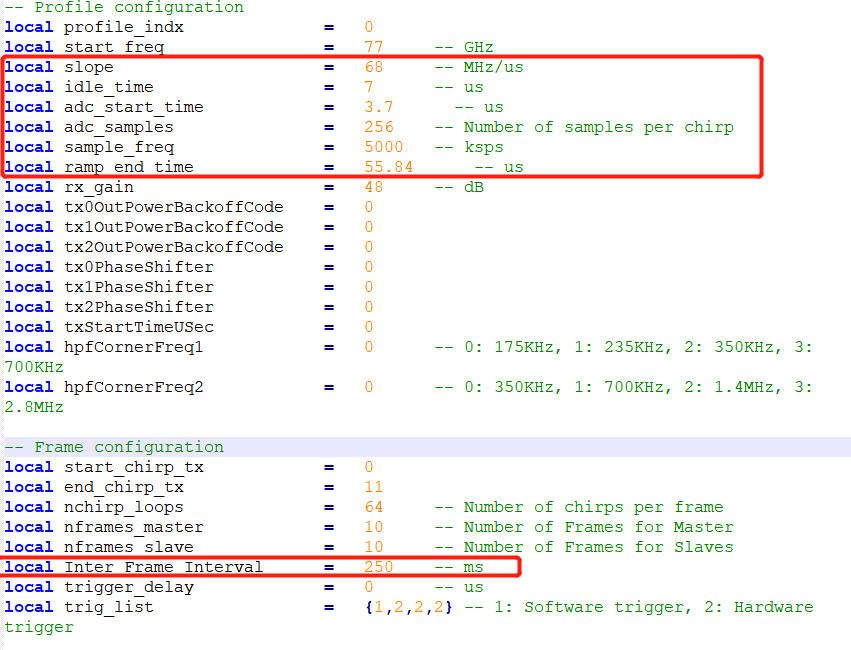 -- Profile configuration
local profile_indx = 0
local start_freq = 77 -- GHz
local slope = 68 -- MHz/us
local idle_time = 7 -- us
local adc_start_time = 3.7 -- us
local adc_samples = 256 -- Number of samples per chirp
local sample_freq = 5000 -- ksps
local ramp_end_time = 55.84 -- us
local rx_gain = 48 -- dB
local tx0OutPowerBackoffCode = 0
local tx1OutPowerBackoffCode = 0
local tx2OutPowerBackoffCode = 0
local tx0PhaseShifter = 0
local tx1PhaseShifter = 0
local tx2PhaseShifter = 0
local txStartTimeUSec = 0
local hpfCornerFreq1 = 0 -- 0: 175KHz, 1: 235KHz, 2: 350KHz, 3:
700KHz
local hpfCornerFreq2 = 0 -- 0: 350KHz, 1: 700KHz, 2: 1.4MHz, 3:
2.8MHz
-- Frame configuration
local start_chirp_tx = 0
local end_chirp_tx = 11
local nchirp_loops = 64 -- Number of chirps per frame
local nframes_master = 10 -- Number of Frames for Master
local nframes_slave = 10 -- Number of Frames for Slaves
local Inter_Frame_Interval = 250 -- ms
local trigger_delay = 0 -- us
local trig_list = {1,2,2,2} -- 1: Software trigger, 2: Hardware
trigger